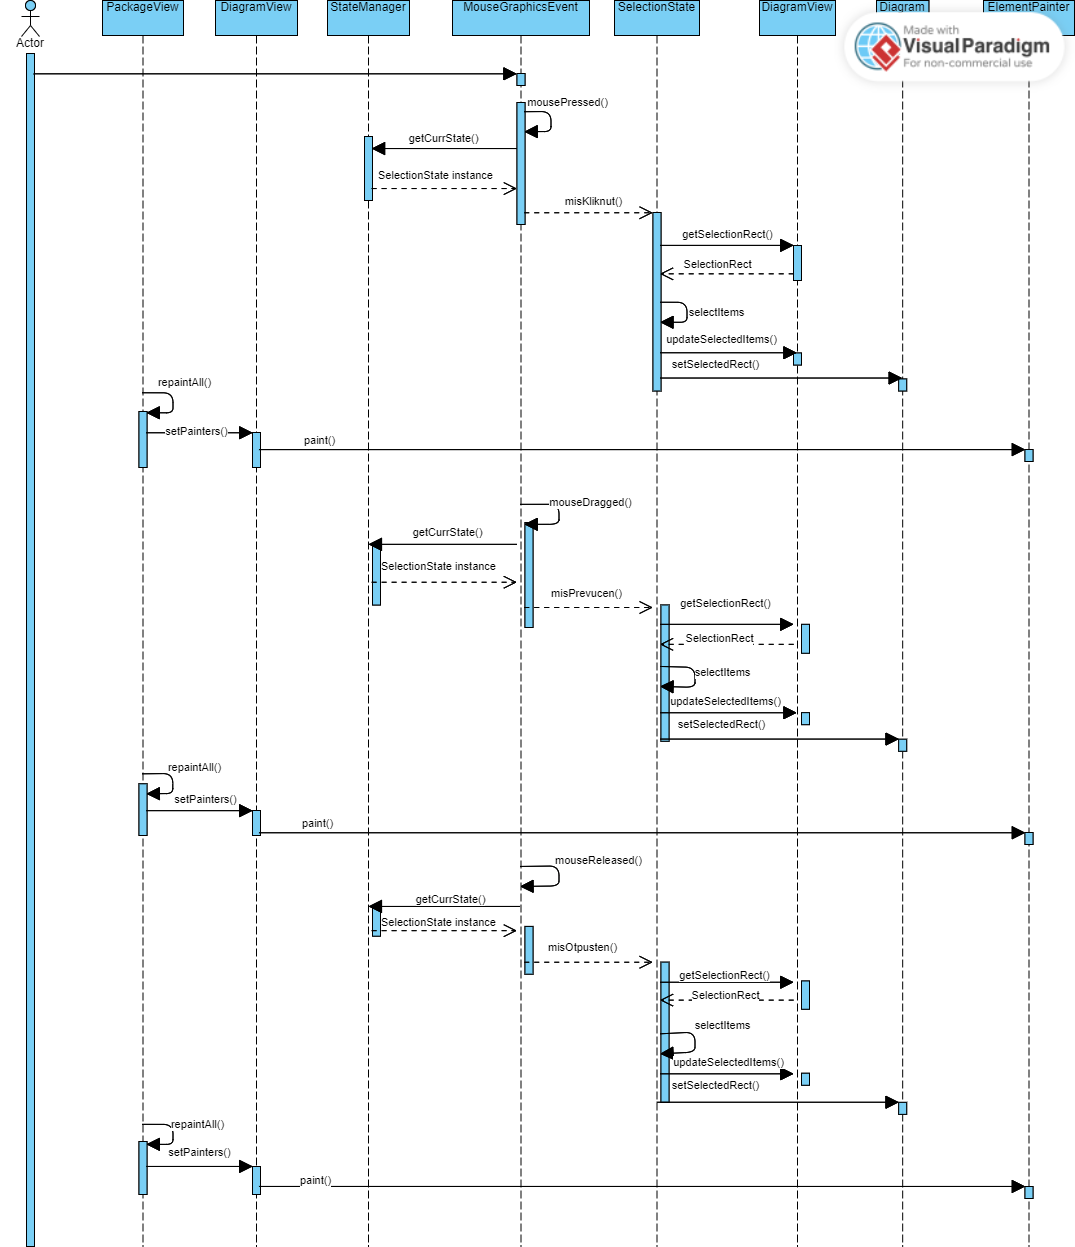 PackageView
DiagramView
StateManager
MouseGraphicsEvent
SelectionState
DiagramView
Diagram
ElementPainter
Made with
VisualParadigm
For non-commercial use
Actor
mousePressed()
getCurrState()
SelectionState instance
misKliknut()
getSelectionRect()
SelectionRect
selectItems
updateSelectedItems()
setSelectedRect()
repaintAll()
setPainters()
paint()
mouseDragged()
getCurrState()
SelectionState instance
misPrevucen()
getSelectionRect()
SelectionRect
selectItems
updateSelectedItems()
setSelectedRect()
repaintAll()
setPainters()
paint()
mouseReleased()
getCurrState()
SelectionState instance
misOtpusten()
getSelectionRect()
SelectionRect
selectItems
updateSelectedItems()
setSelectedRect()
repaintAll()
setPainters()
paint()